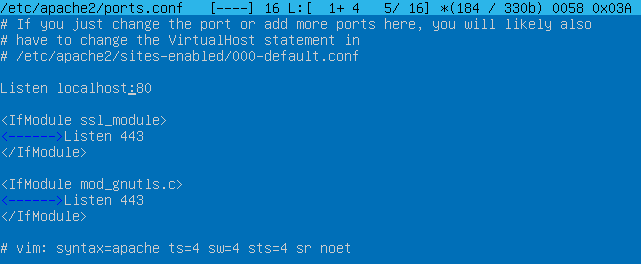 /etc/apache2/ports.conf [----] 16 L:[ 1+ 4 5/ 16] *(184 / 330b) 0058 0x03A
# If you just change the port or add more ports here, you will likely also
# have to change the VirtualHost statement in
# /etc/apache2/sites-enabled/000-default.conf
Listen localhost:80
<IfModule ssl_module>
<------>Listen 443
</IfModule>
<IfModule mod_gnutls.c>
<------>Listen 443
</IfModule>
# vim: syntax=apache ts=4 sw=4 sts=4 sr noet